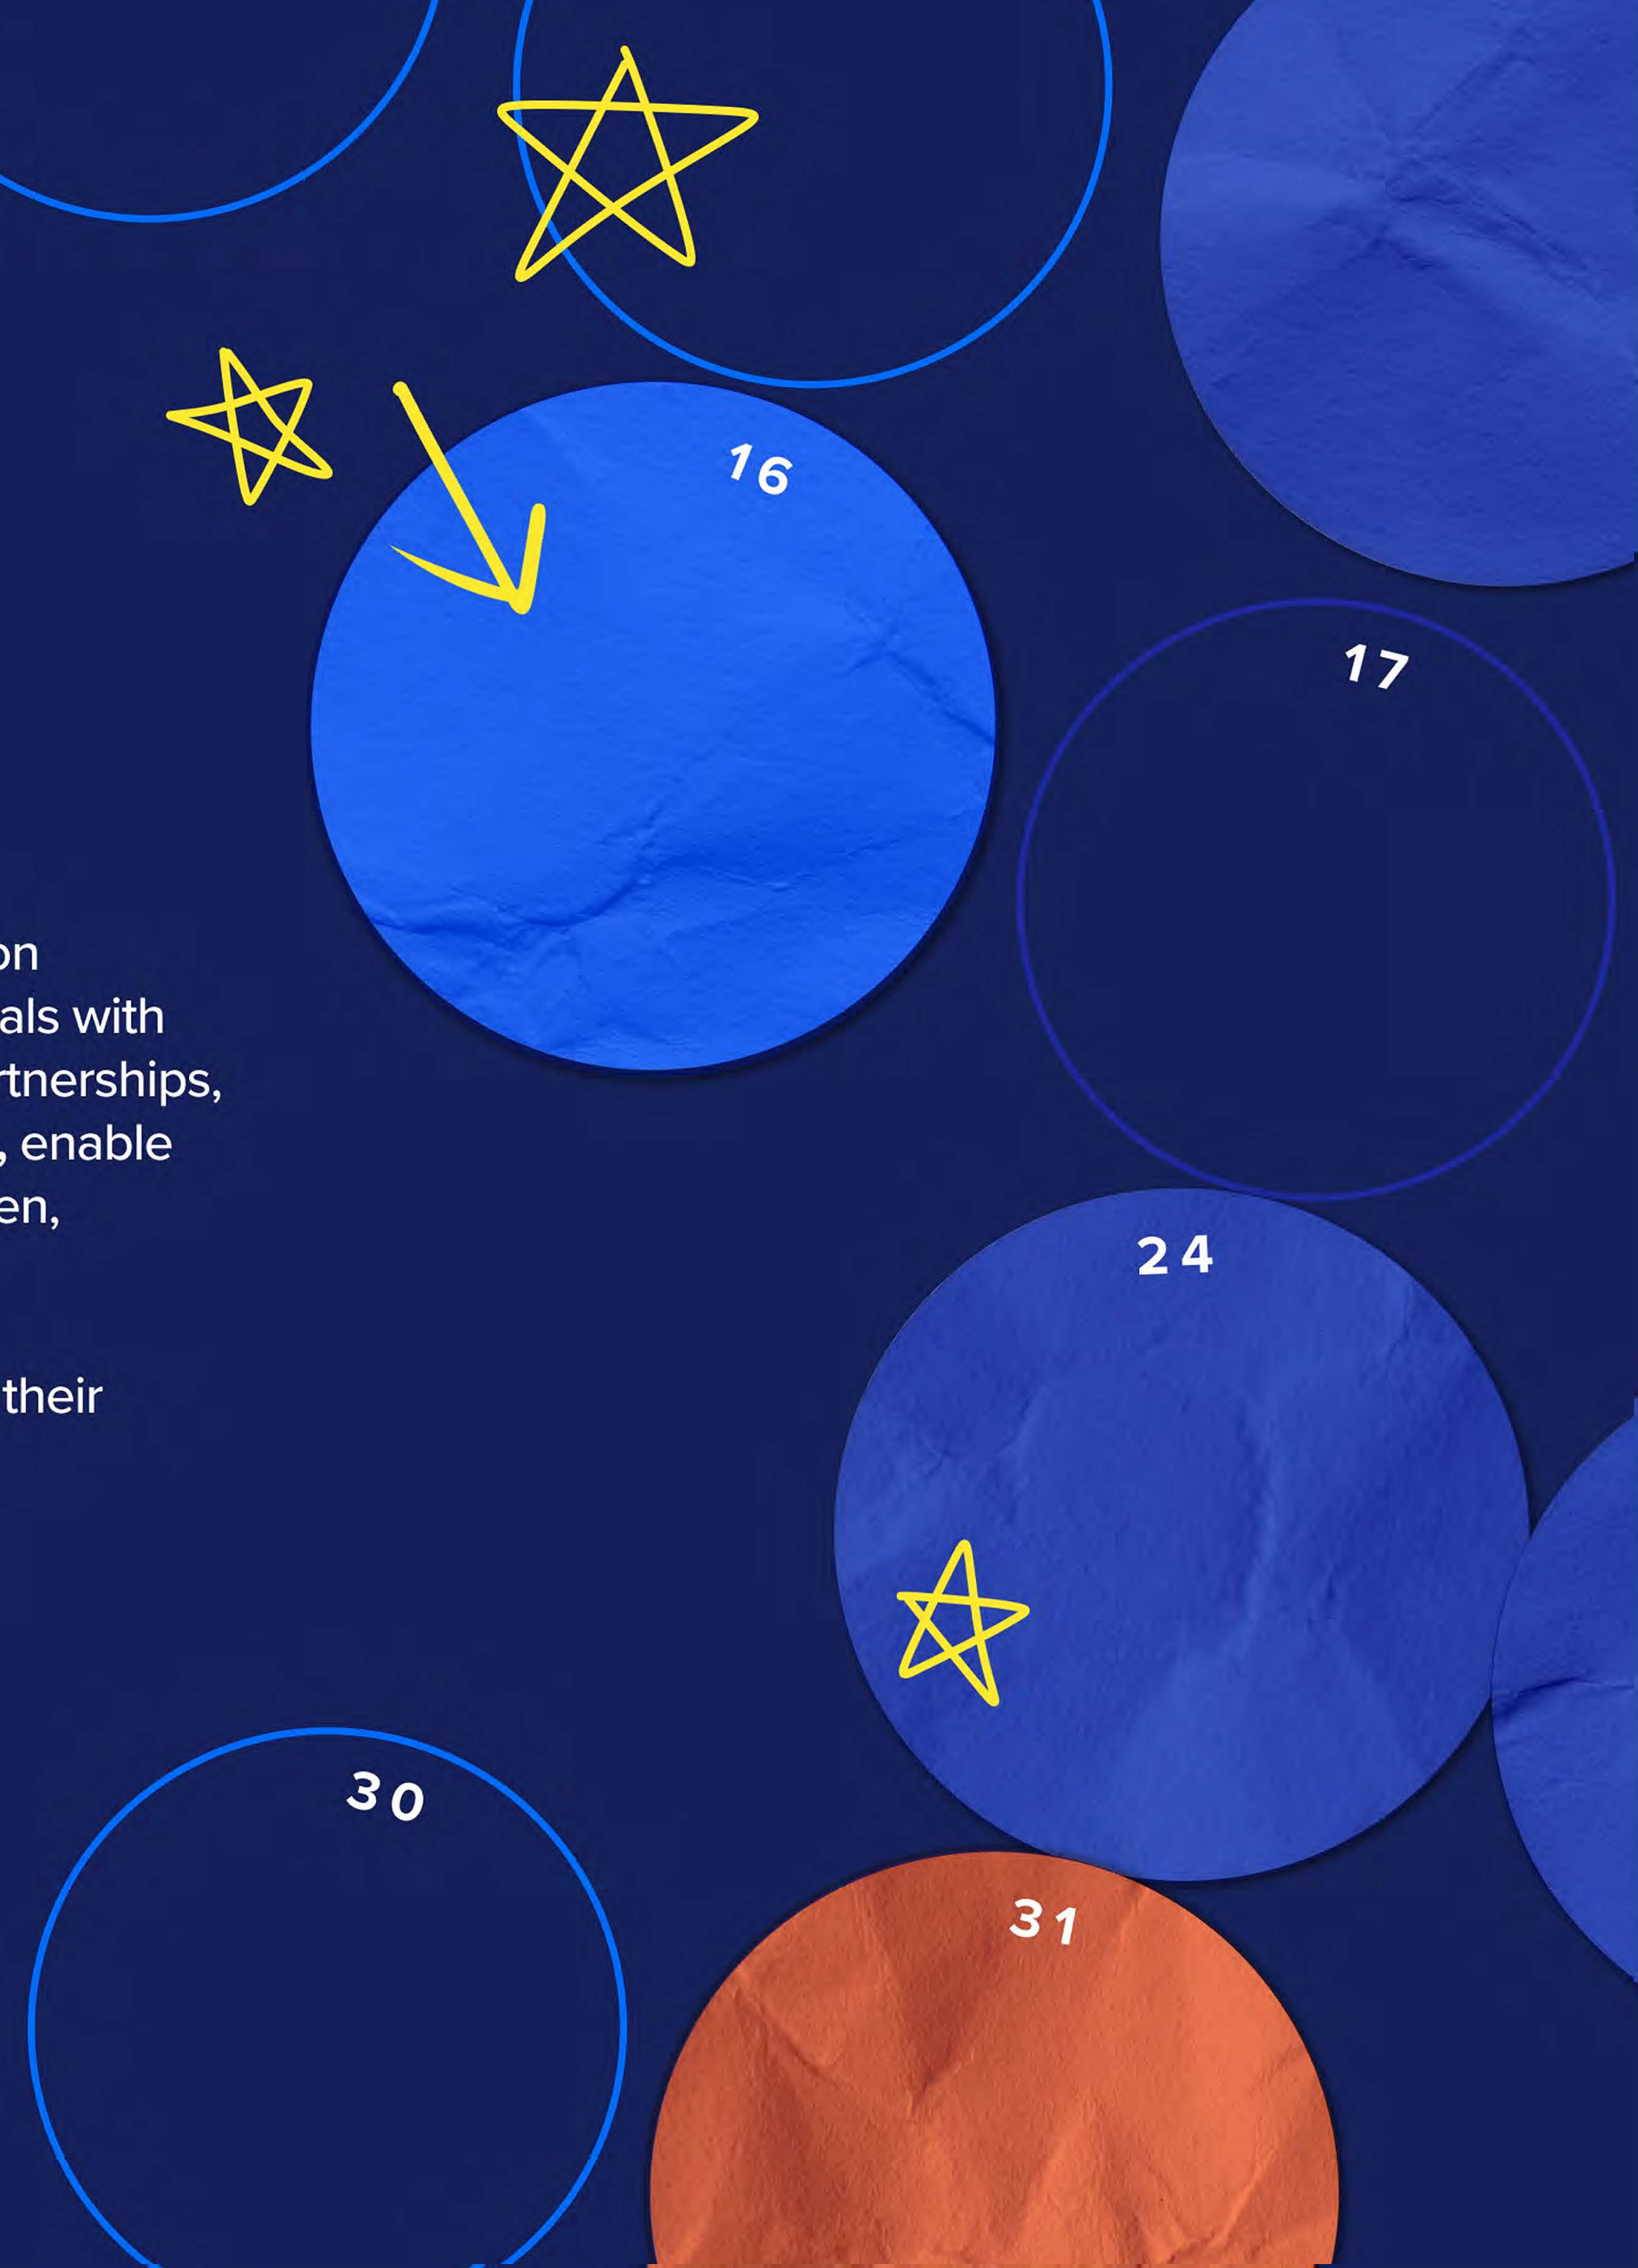 16
17
on
als with
rtnerships,
, enable
en,
24
their
30
31